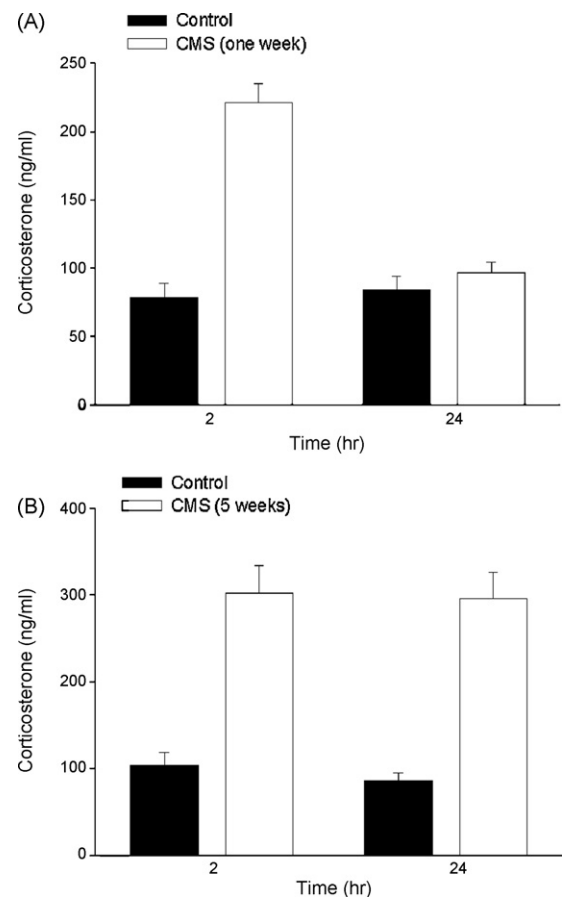 (A)
Control
CMS (one week)
250
200
150
100
50
0
Corticosterone (ng/ml)
2 24
Time (hr)
(B)
Control
CMS (5 weeks)
400
300
200
100
0
Corticosterone (ng/ml)
2 24
Time (hr)